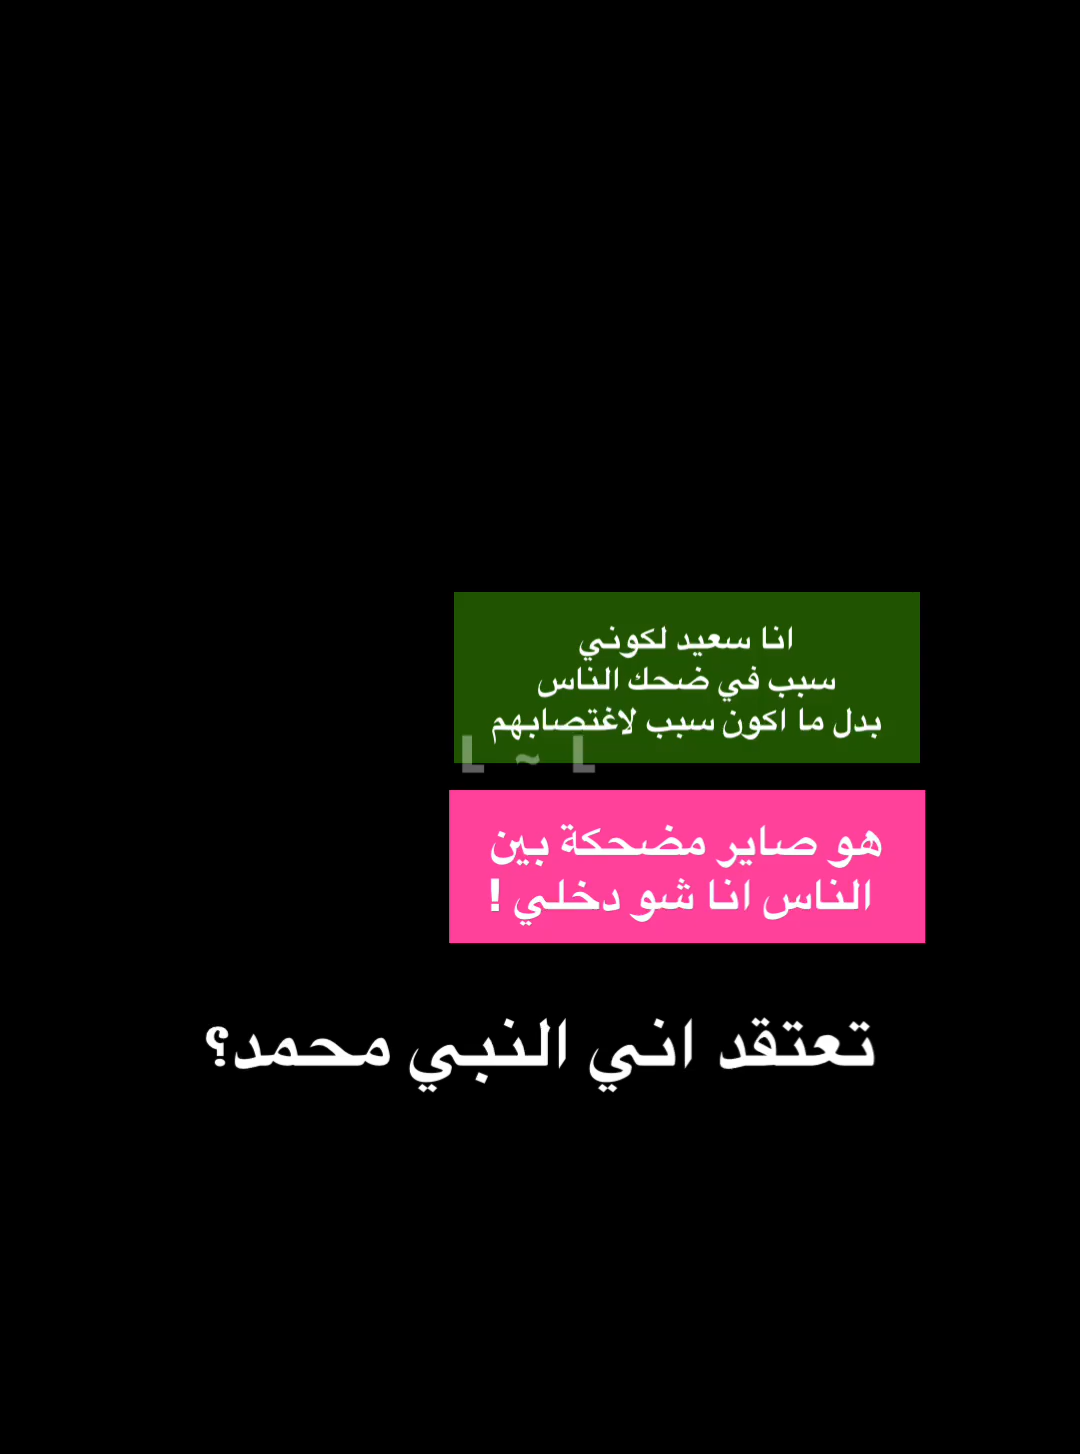 انا سعيد لكوني
سبب في ضحك الناس
بدل ما اكون سبب لاغتصابهم
L ~ L
هو صاير مضحكة بين
الناس انا شو دخلي !
تعتقد اني النبي محمد؟